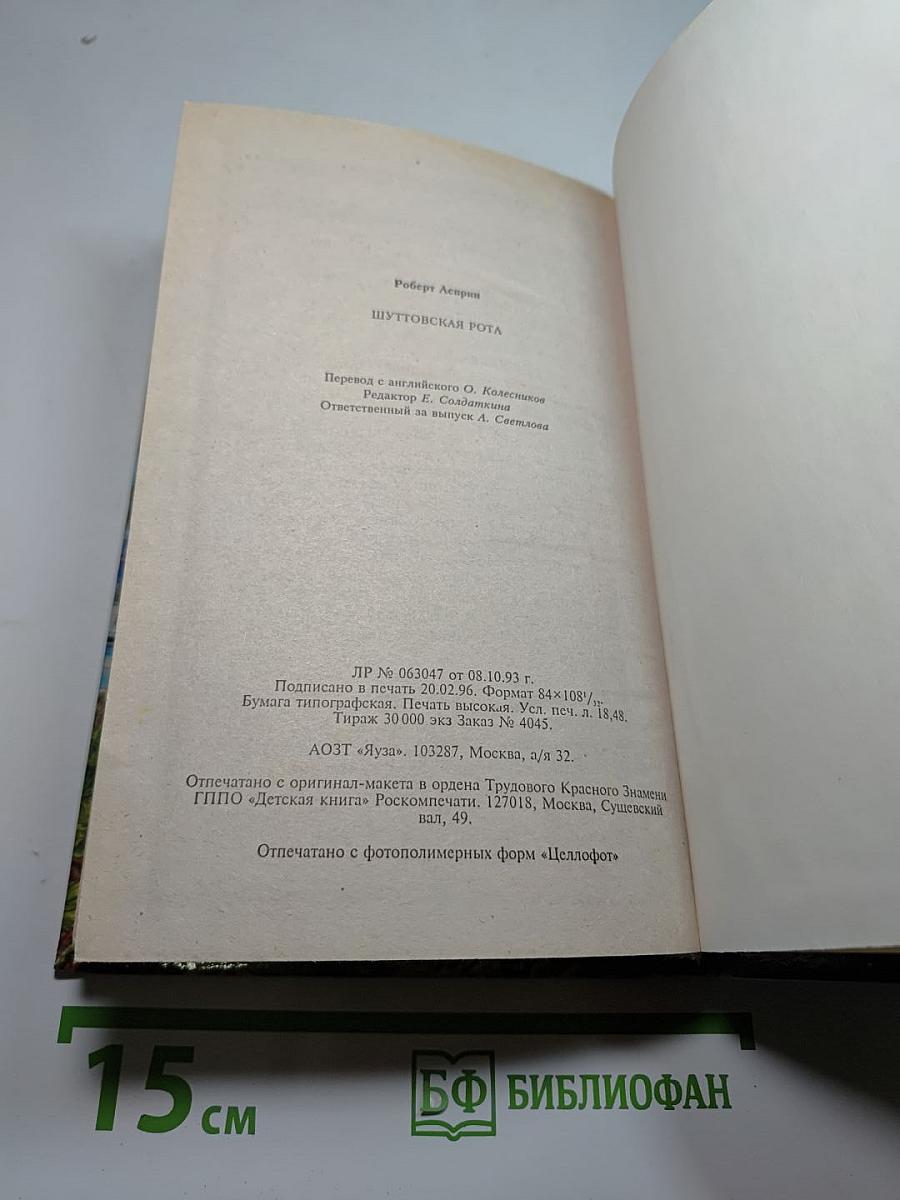 Роберт Асприн
ШУТТОВСКАЯ РОТА
Перевод с английского О. Колесников
Редактор Е. Солдаткина
Ответственный за выпуск А. Светлова
ЛР № 063047 от 08.10.93 г.
Подписано в печать 20.02.96. Формат 84×108¹/₃₂.
Бумага типографская. Печать высокая. Усл. печ. л. 18,48.
Тираж 30 000 экз Заказ № 4045.
АОЗТ «Яуза». 103287, Москва, а/я 32.
Отпечатано с оригинал-макета в ордена Трудового Красного Знамени
ГППО «Детская книга» Роскомпечати. 127018, Москва, Сущевский
вал, 49.
Отпечатано с фотополимерных форм «Целлофот»
15 см
БФ БИБЛИОФАН